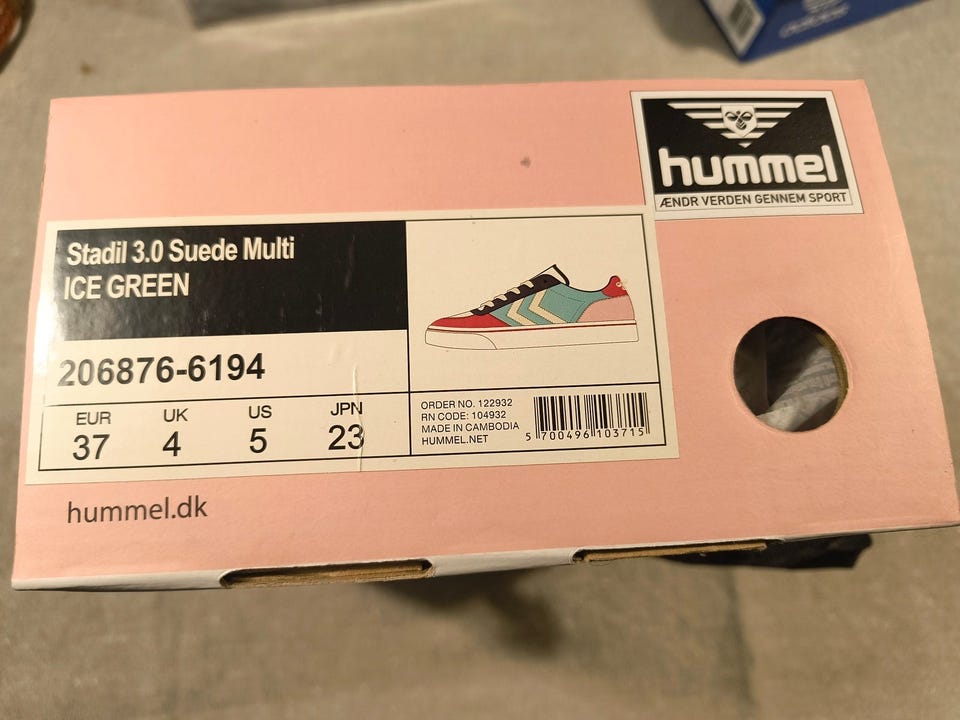 hummel
ÆNDR VERDEN GENNEM SPORT
Stadil 3.0 Suede Multi
ICE GREEN
206876-6194
EUR UK US JPN
37 4 5 23
ORDER NO. 122932
RN CODE: 104932
MADE IN CAMBODIA
HUMMEL.NET
5 700496 103715
hummel.dk